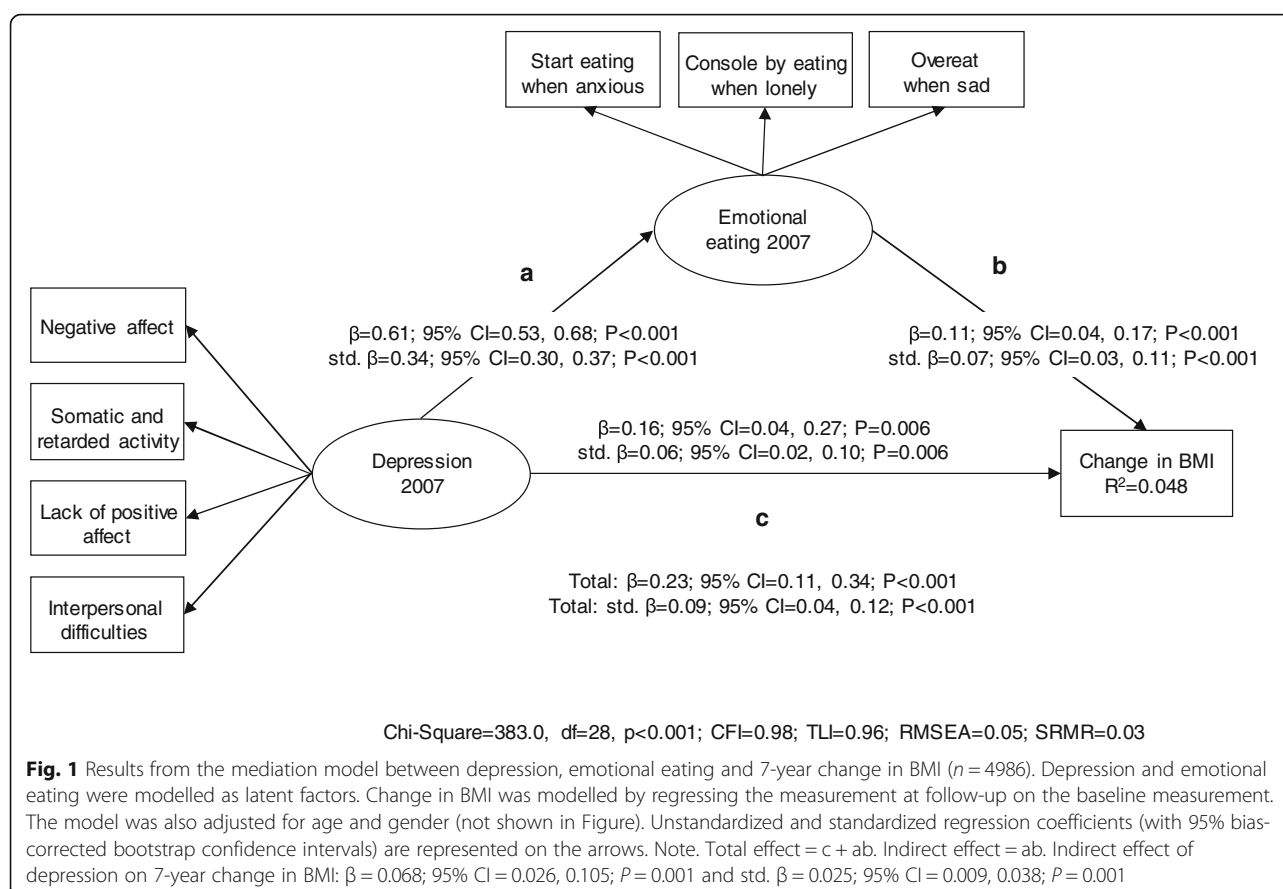 Start eating
when anxious
Console by eating
when lonely
Overeat
when sad
Emotional
eating 2007
a
b
Negative affect
β=0.61; 95% CI=0.53, 0.68; P<0.001
std. β=0.34; 95% CI=0.30, 0.37; P<0.001
β=0.11; 95% CI=0.04, 0.17; P<0.001
std. β=0.07; 95% CI=0.03, 0.11; P<0.001
Somatic and
retarded activity
Depression
2007
β=0.16; 95% CI=0.04, 0.27; P=0.006
std. β=0.06; 95% CI=0.02, 0.10; P=0.006
Change in BMI
R²=0.048
Lack of positive
affect
c
Interpersonal
difficulties
Total: β=0.23; 95% CI=0.11, 0.34; P<0.001
Total: std. β=0.09; 95% CI=0.04, 0.12; P<0.001
Chi-Square=383.0, df=28, p<0.001; CFI=0.98; TLI=0.96; RMSEA=0.05; SRMR=0.03
Fig. 1 Results from the mediation model between depression, emotional eating and 7-year change in BMI (n = 4986). Depression and emotional
eating were modelled as latent factors. Change in BMI was modelled by regressing the measurement at follow-up on the baseline measurement.
The model was also adjusted for age and gender (not shown in Figure). Unstandardized and standardized regression coefficients (with 95% bias-
corrected bootstrap confidence intervals) are represented on the arrows. Note. Total effect = c + ab. Indirect effect = ab. Indirect effect of
depression on 7-year change in BMI: β = 0.068; 95% CI = 0.026, 0.105; P = 0.001 and std. β = 0.025; 95% CI = 0.009, 0.038; P = 0.001